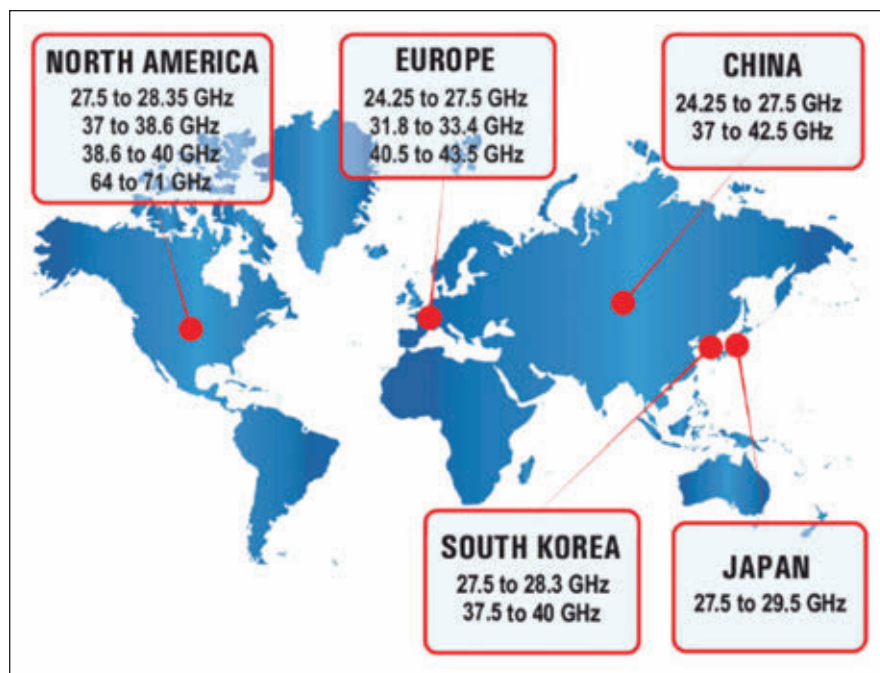 NORTH AMERICA
27.5 to 28.35 GHz
37 to 38.6 GHz
38.6 to 40 GHz
64 to 71 GHz
EUROPE
24.25 to 27.5 GHz
31.8 to 33.4 GHz
40.5 to 43.5 GHz
CHINA
24.25 to 27.5 GHz
37 to 42.5 GHz
SOUTH KOREA
27.5 to 28.3 GHz
37.5 to 40 GHz
JAPAN
27.5 to 29.5 GHz